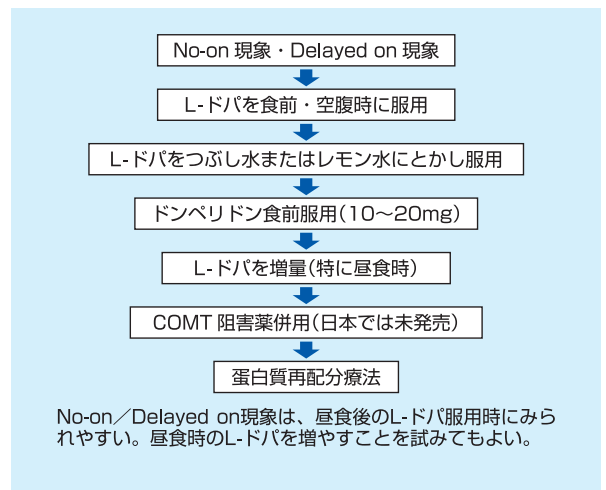 No-on 現象・Delayed on 現象
L-ドパを食前・空腹時に服用
L-ドパをつぶし水またはレモン水にとかし服用
ドンペリドン食前服用(10〜20mg)
L-ドパを増量(特に昼食時)
COMT 阻害薬併用(日本では未発売)
蛋白質再配分療法
No-on／Delayed on現象は、昼食後のL-ドパ服用時にみら
れやすい。昼食時のL-ドパを増やすことを試みてもよい。